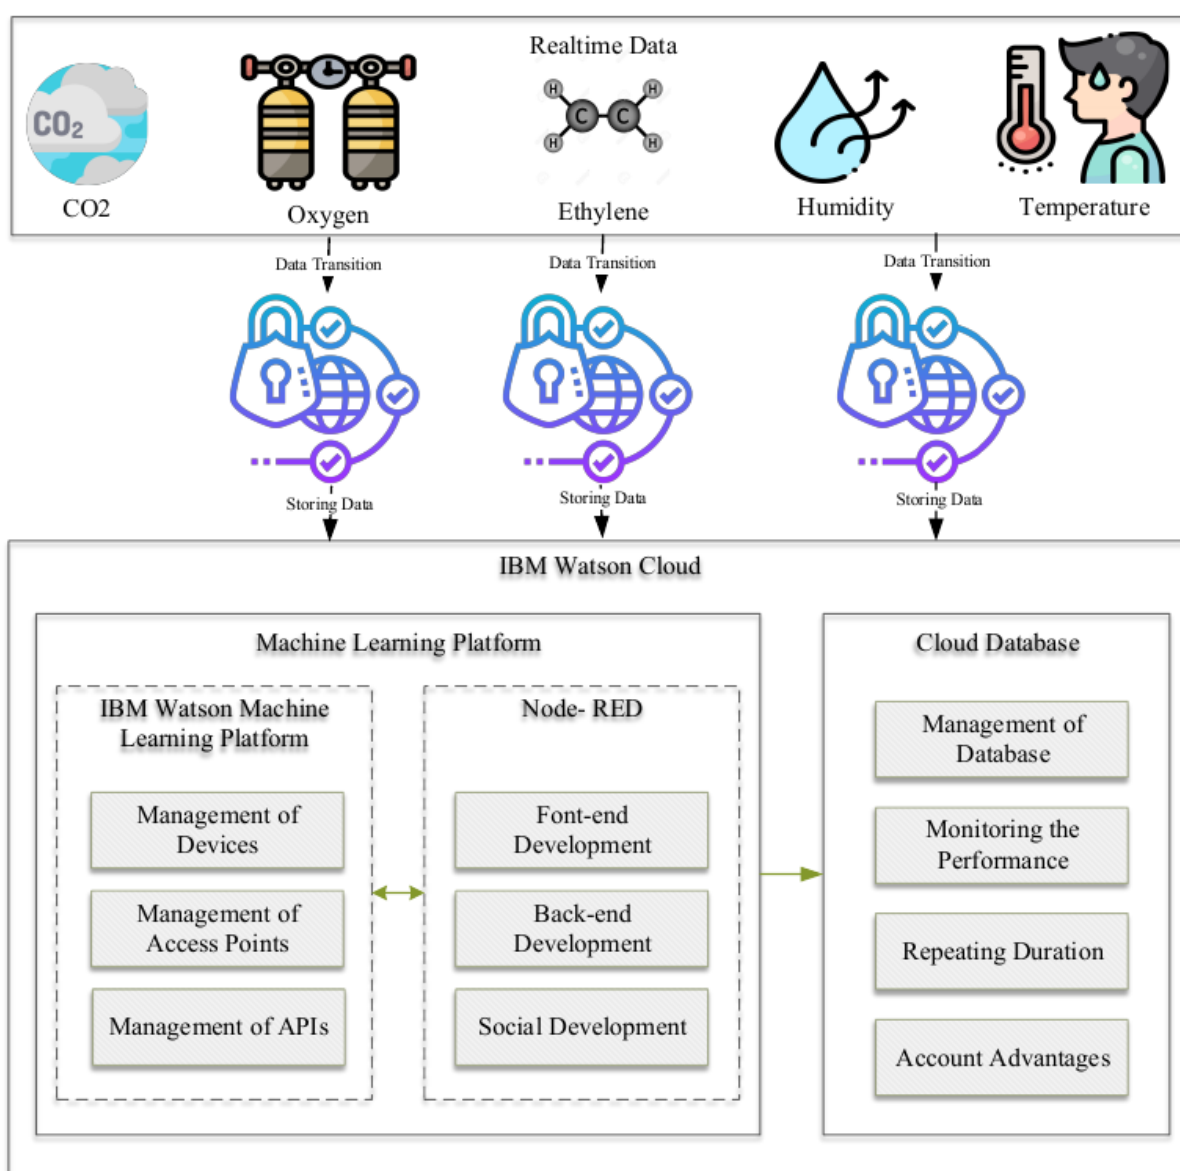 Realtime Data
CO₂
H
H
C
C
H
H
CO2
Oxygen
Ethylene
Humidity
Temperature
Data Transition
Data Transition
Data Transition
Storing Data
Storing Data
Storing Data
IBM Watson Cloud
Machine Learning Platform
Cloud Database
IBM Watson Machine
Learning Platform
Node- RED
Management of
Devices
Management of
Access Points
Management of APIs
Font-end
Development
Back-end
Development
Social Development
Management of
Database
Monitoring the
Performance
Repeating Duration
Account Advantages